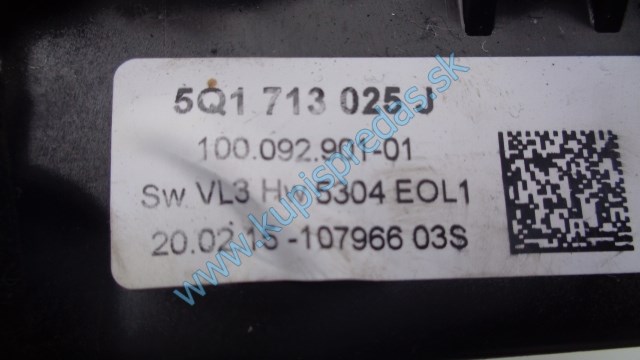 5Q1 713 025 J
100.092.901-01
Sw VL3 Hw 5304 EOL1
20.02.15 -107966 03S
www.kupispredas.sk